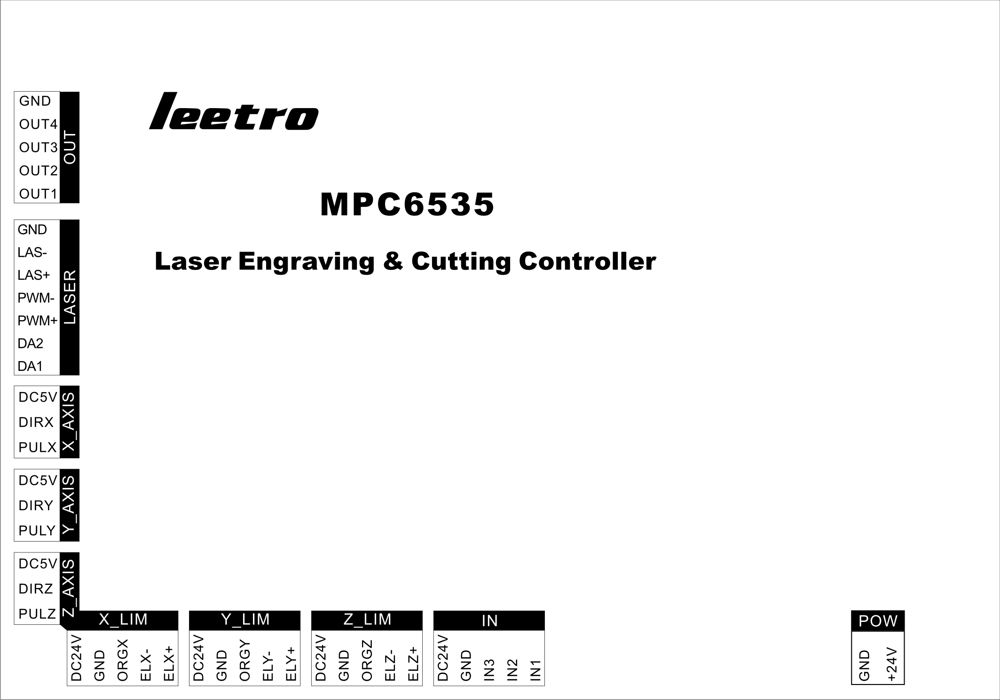 leetro
MPC6535
Laser Engraving & Cutting Controller
GND
OUT4
OUT3
OUT2
OUT1
OUT
GND
LAS-
LAS+
PWM-
PWM+
DA2
DA1
LASER
DC5V
DIRX
PULX
X_AXIS
DC5V
DIRY
PULY
Y_AXIS
DC5V
DIRZ
PULZ
Z_AXIS
X_LIM
DC24V
GND
ORGX
ELX-
ELX+
Y_LIM
DC24V
GND
ORGY
ELY-
ELY+
Z_LIM
DC24V
GND
ORGZ
ELZ-
ELZ+
IN
DC24V
GND
IN3
IN2
IN1
POW
GND
+24V